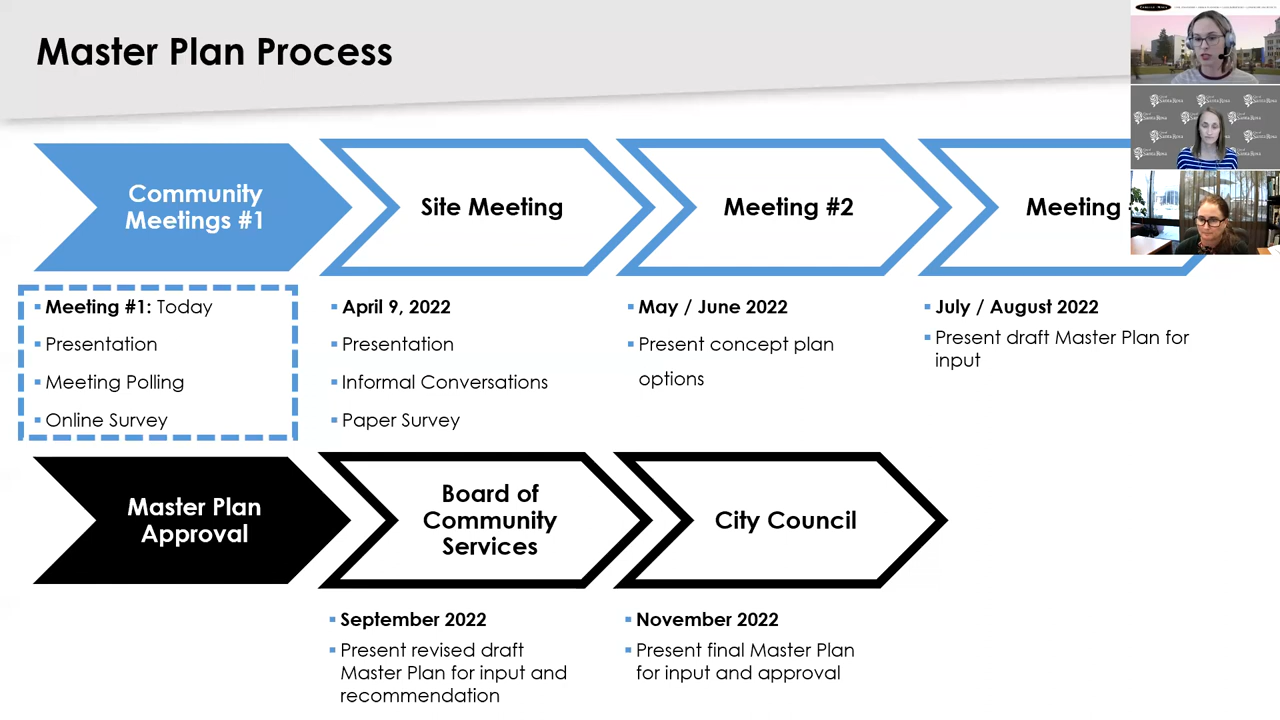 Master Plan Process
Community
Meetings #1
Site Meeting
Meeting #2
Meeting
▪ Meeting #1: Today
▪ Presentation
▪ Meeting Polling
▪ Online Survey
▪ April 9, 2022
▪ Presentation
▪ Informal Conversations
▪ Paper Survey
▪ May / June 2022
▪ Present concept plan
options
▪ July / August 2022
▪ Present draft Master Plan for
input
Master Plan
Approval
Board of
Community
Services
City Council
▪ September 2022
▪ Present revised draft
Master Plan for input and
recommendation
▪ November 2022
▪ Present final Master Plan
for input and approval